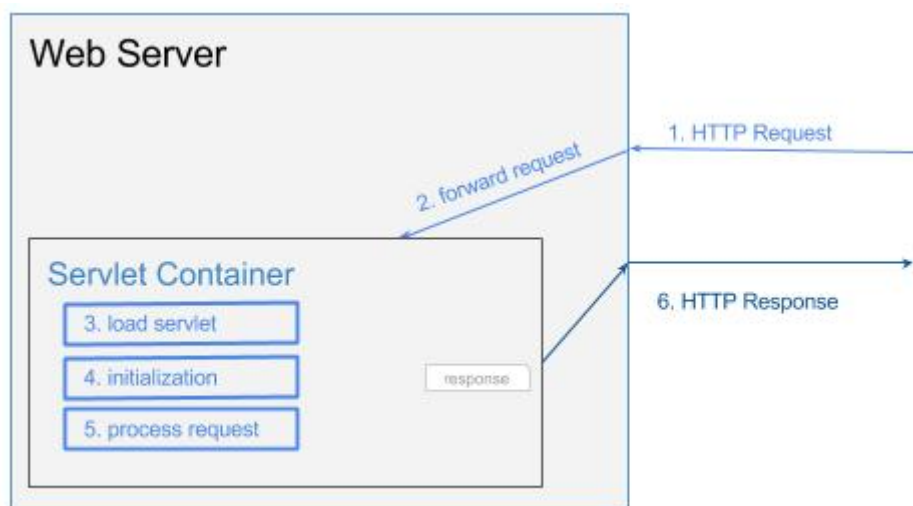 Web Server
1. HTTP Request
2. forward request
Servlet Container
3. load servlet
6. HTTP Response
4. initialization
response
5. process request